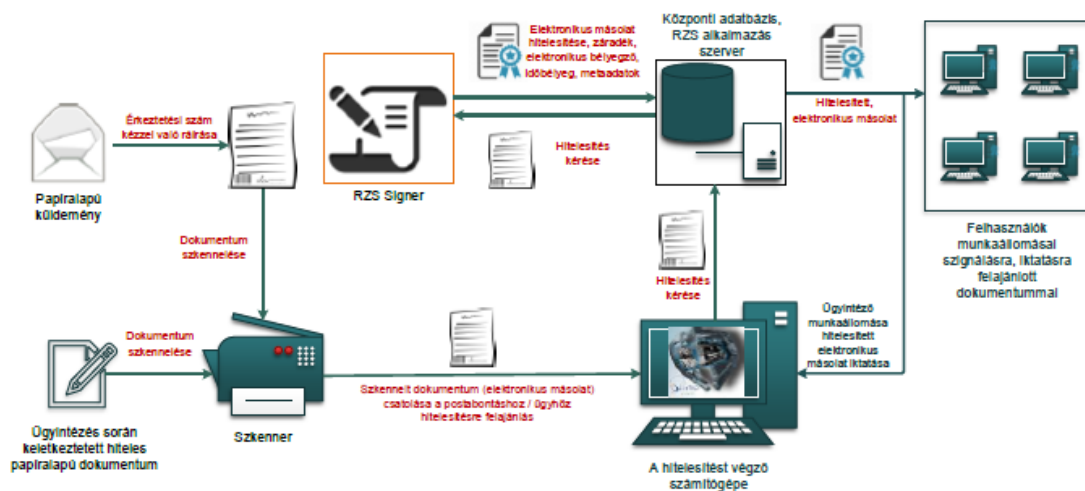 Elektronikus másolat
hitelesítése, záradék,
elektronikus bélyegző,
időbélyeg, metaadatok
Központi adatbázis,
RZS alkalmazás
szerver
Érkeztetési szám
kézzel való ráírása
Hitelesített,
elektronikus másolat
Hitelesítés
kérése
Papíralapú
küldemény
RZS Signer
Dokumentum
szkennelése
Hitelesítés
kérése
Felhasználók
munkaállomásai
szignálásra, iktatásra
felajánlott
dokumentummal
Dokumentum
szkennelése
Ügyintéző
munkaállomása
hitelesített
elektronikus
másolat iktatása
Szkennelt dokumentum (elektronikus másolat)
csatolása a postabontáshoz / ügyhöz
hitelesítésre felajánlás
Ügyintézés során
keletkeztetett hiteles
papíralapú dokumentum
Szkenner
A hitelesítést végző
számítógépe